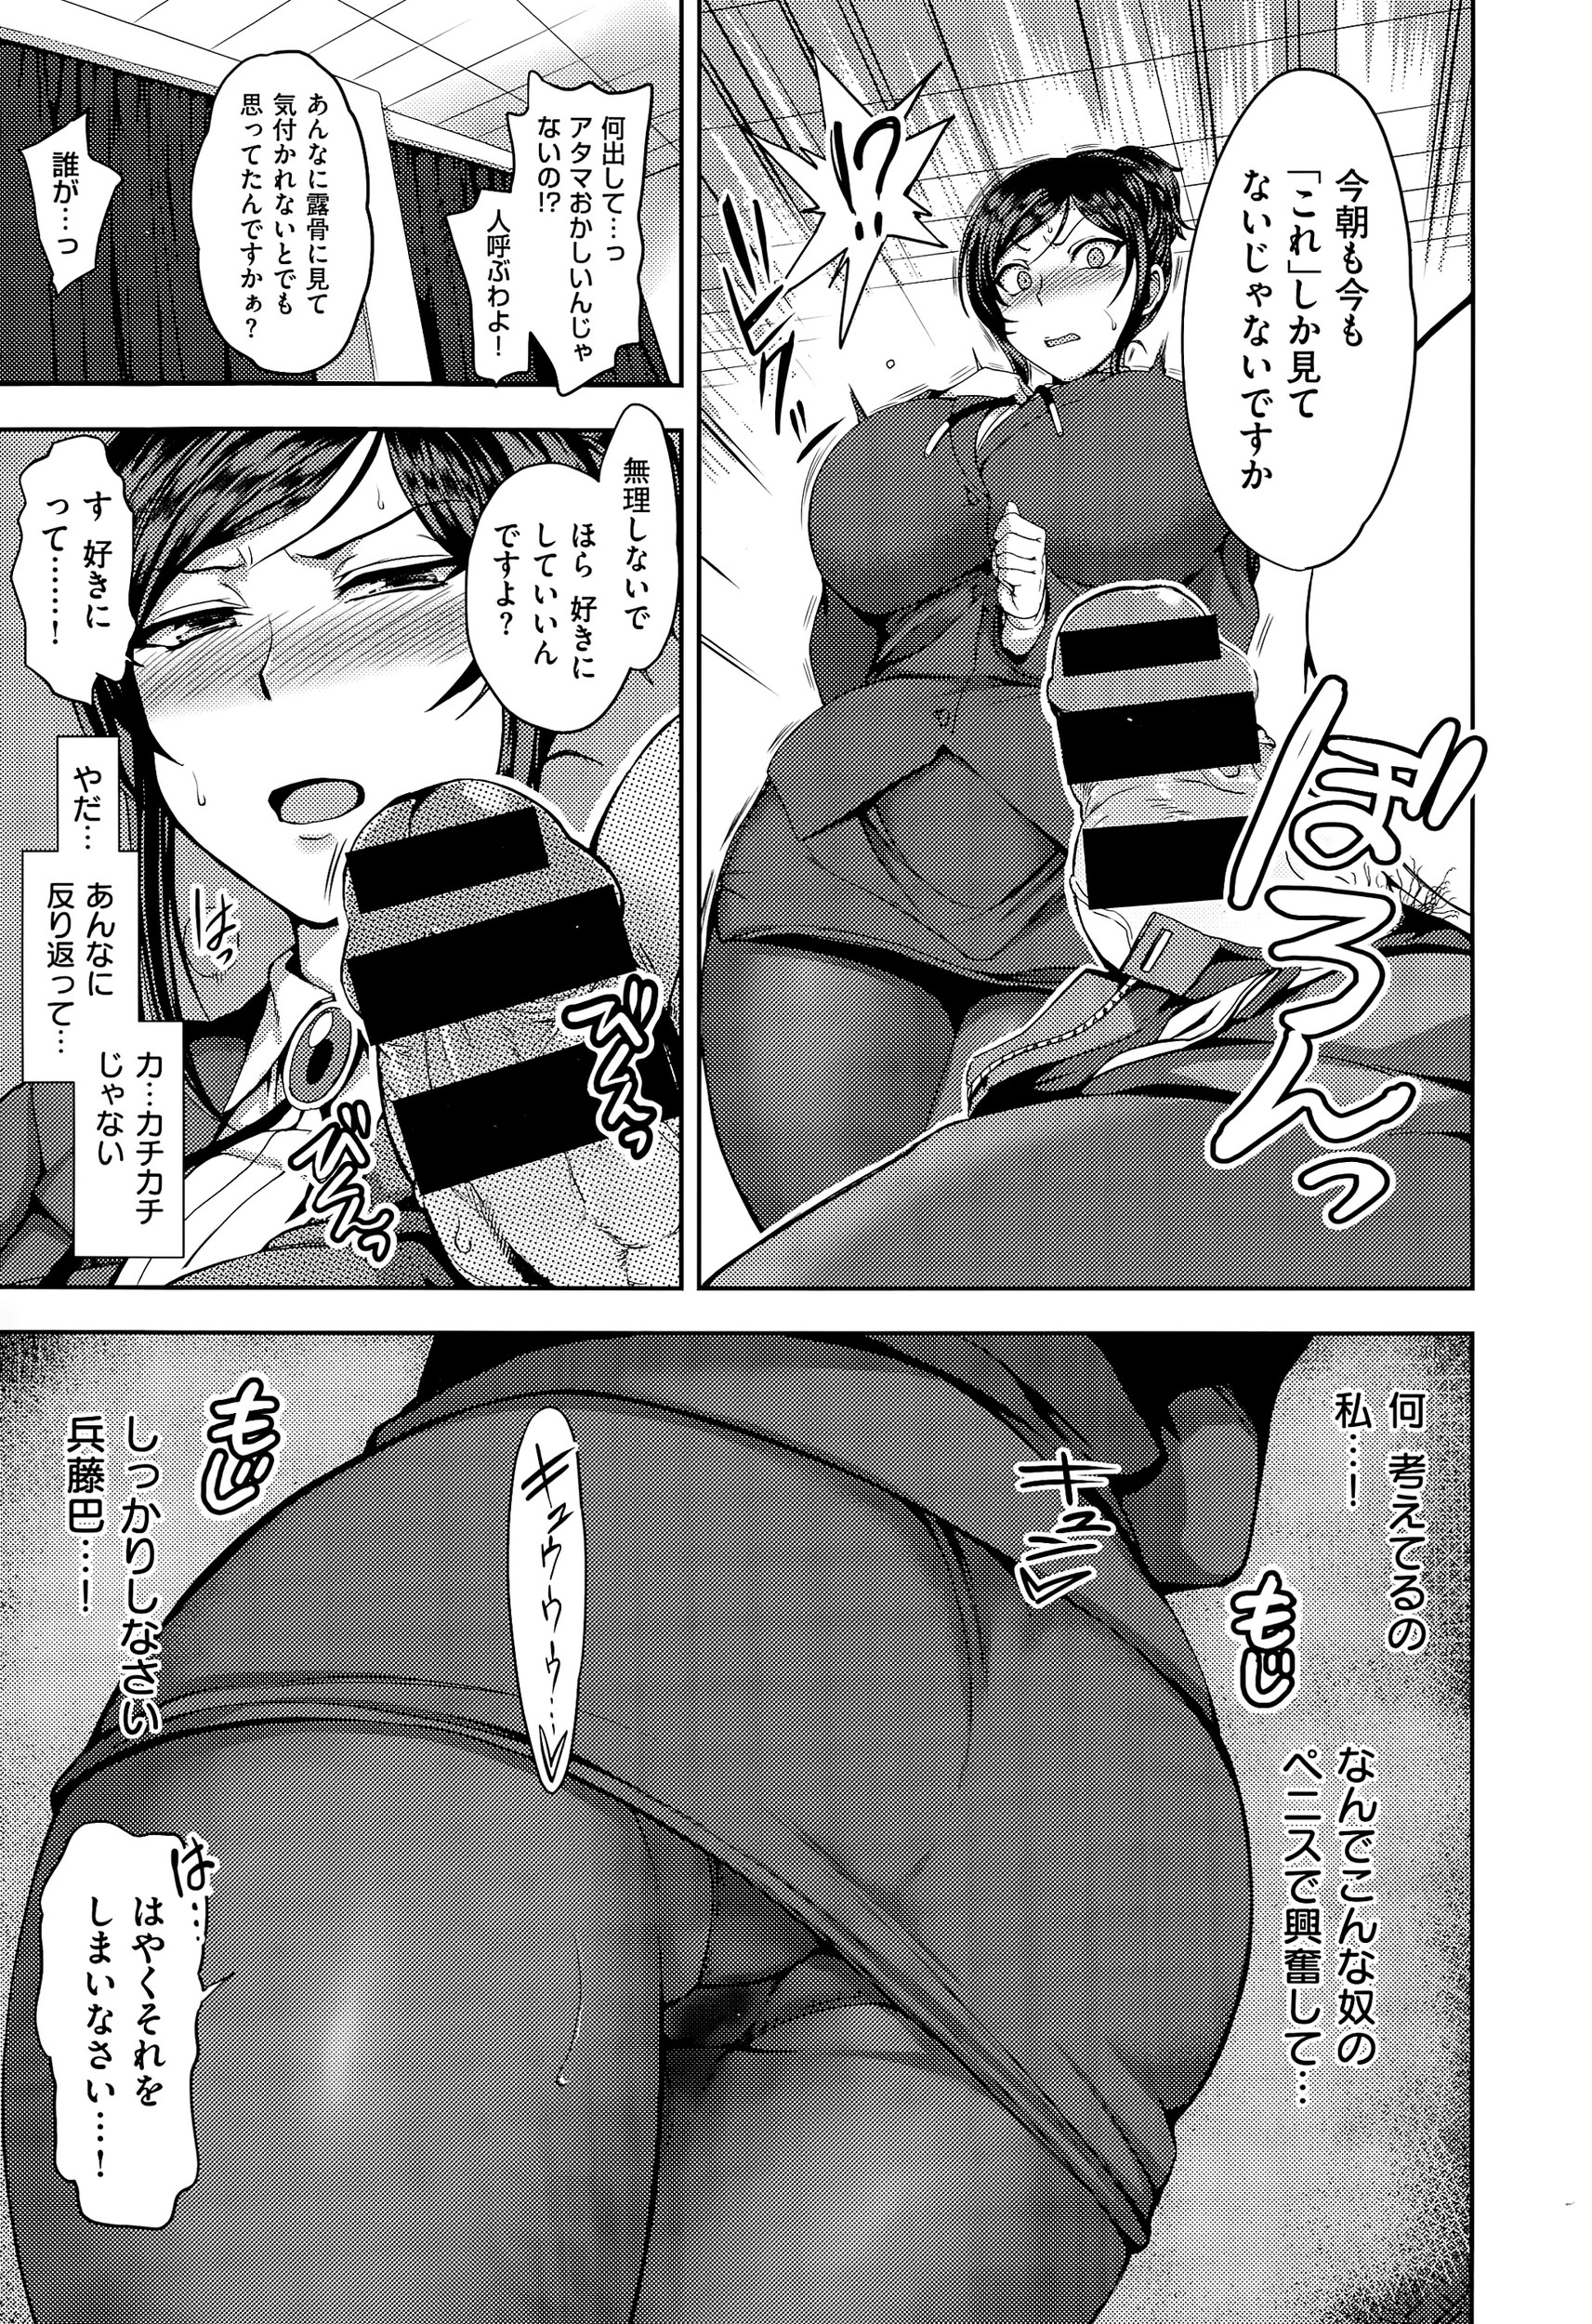 今朝も今も
「これ」しか見て
ないじゃないですか
!?
ぼろんっ
何出して…っ
アタマおかしいんじゃ
ないの!?
人呼ぶわよ！
あんなに露骨に見て
気付かれないとでも
思ってたんですかぁ？
誰が…っ
無理しないで
ほら 好きに
していいん
ですよ？
す 好きに
って………！
やだ…
あんなに
反り返って…
カ…カチカチ
じゃない
はっ
びくんっ
びくんっ
何 考えてるの
私…！
なんでこんな奴の
ペニスで興奮して…
キュン
もじ
キュウウウゥ…
もじ
しっかりしなさい
兵藤巴…！
は…
はやくそれを
しまいなさい…！